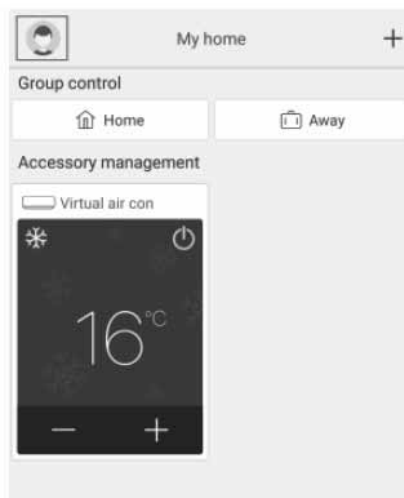 My home
Group control
Home
Away
Accessory management
Virtual air con
16°C